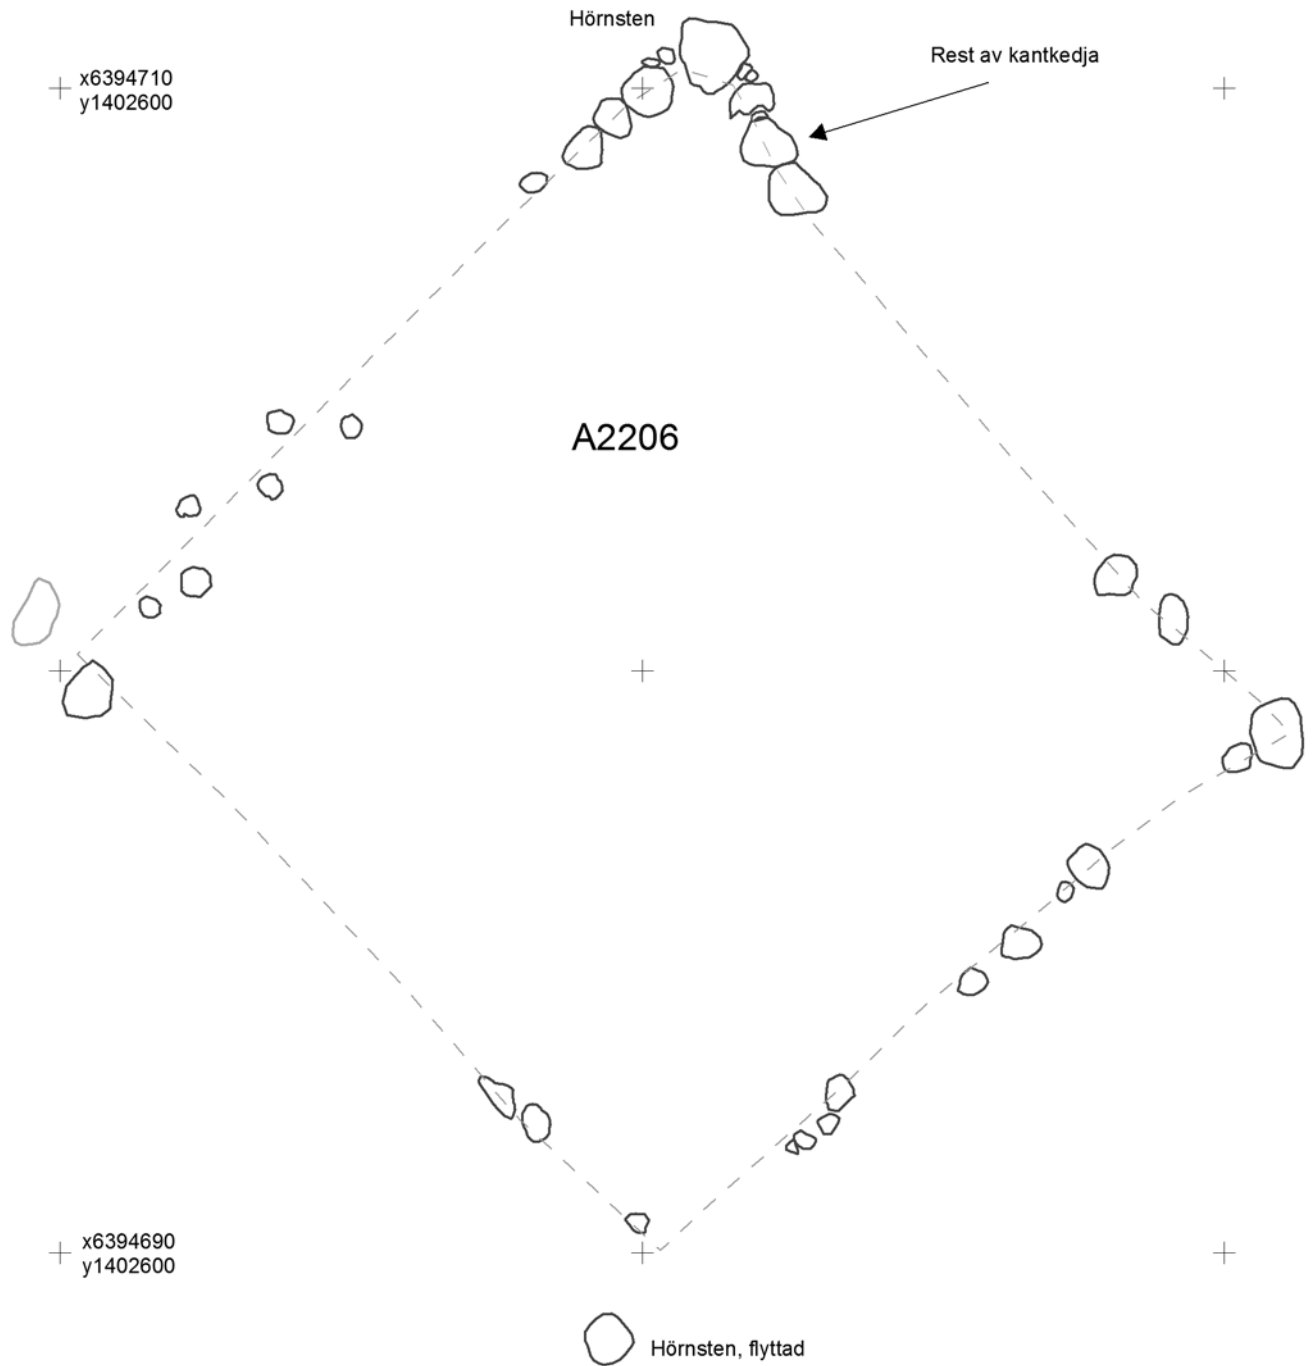 Hörnsten
Rest av kantkedja
x6394710
y1402600
A2206
x6394690
y1402600
Hörnsten, flyttad